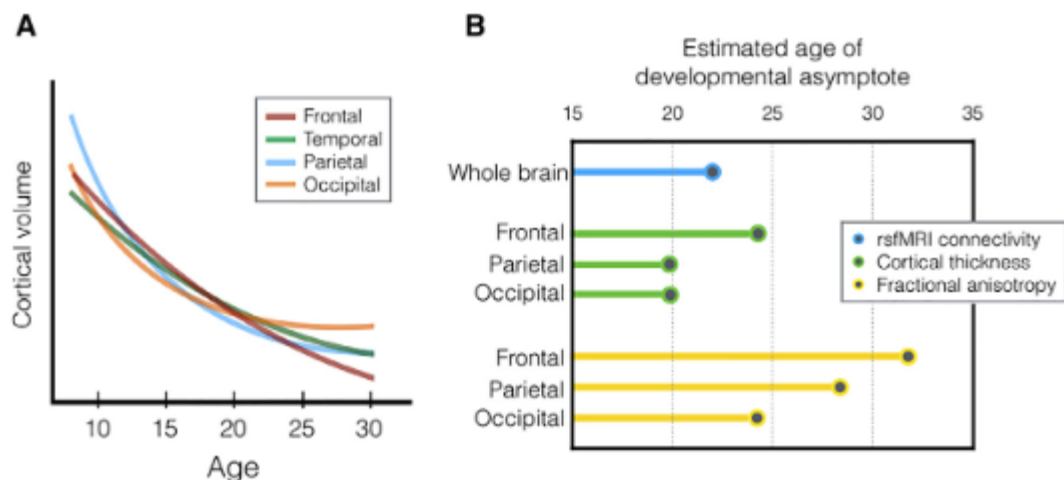 A
Frontal
Temporal
Parietal
Occipital
Cortical volume
10 15 20 25 30
Age
B
Estimated age of
developmental asymptote
15 20 25 30 35
Whole brain
Frontal
Parietal
Occipital
Frontal
Parietal
Occipital
rsfMRI connectivity
Cortical thickness
Fractional anisotropy